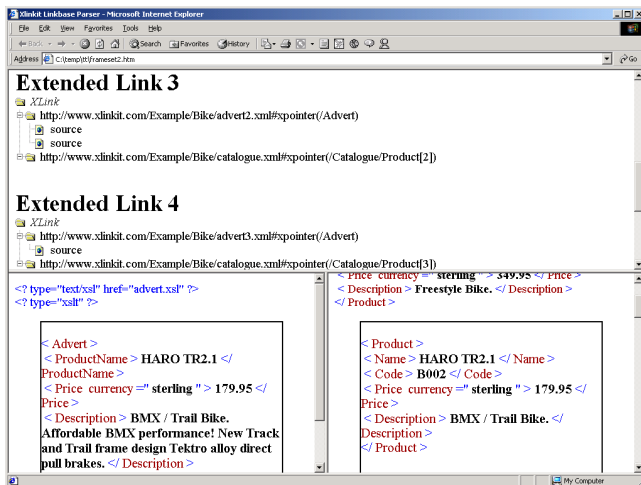 Xlinkit Linkbase Parser - Microsoft Internet Explorer
File Edit View Favorites Tools Help
Back Search Favorites History
Address C:\temp\ttt\frameset2.htm Go
Extended Link 3
XLink
http://www.xlinkit.com/Example/Bike/advert2.xml#xpointer(/Advert)
source
source
http://www.xlinkit.com/Example/Bike/catalogue.xml#xpointer(/Catalogue/Product[2])
Extended Link 4
XLink
http://www.xlinkit.com/Example/Bike/advert3.xml#xpointer(/Advert)
source
http://www.xlinkit.com/Example/Bike/catalogue.xml#xpointer(/Catalogue/Product[3])
<? type="text/xsl" href="advert.xsl" ?>
<? type="xslt" ?>
< Advert >
< ProductName > HARO TR2.1 </
ProductName >
< Price currency =" sterling " > 179.95 </
Price >
< Description > BMX / Trail Bike.
Affordable BMX performance! New Track
and Trail frame design Tektro alloy direct
pull brakes. </ Description >
< Price currency =" sterling " > 349.95 </ Price >
< Description > Freestyle Bike. </ Description >
</ Product >
< Product >
< Name > HARO TR2.1 </ Name >
< Code > B002 </ Code >
< Price currency =" sterling " > 179.95 </
Price >
< Description > BMX / Trail Bike. </
Description >
</ Product >
My Computer